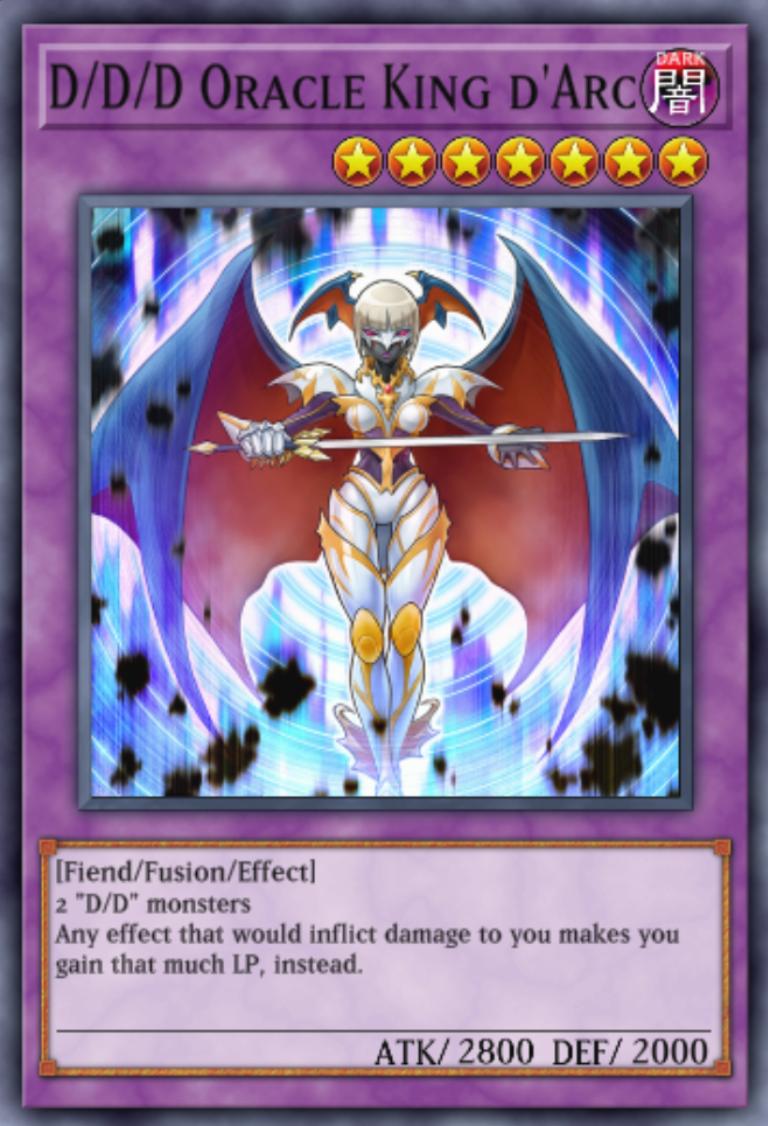 D/D/D ORACLE KING D'ARC
DARK
闇
[Fiend/Fusion/Effect]
2 "D/D" monsters
Any effect that would inflict damage to you makes you
gain that much LP, instead.
ATK/ 2800 DEF/ 2000